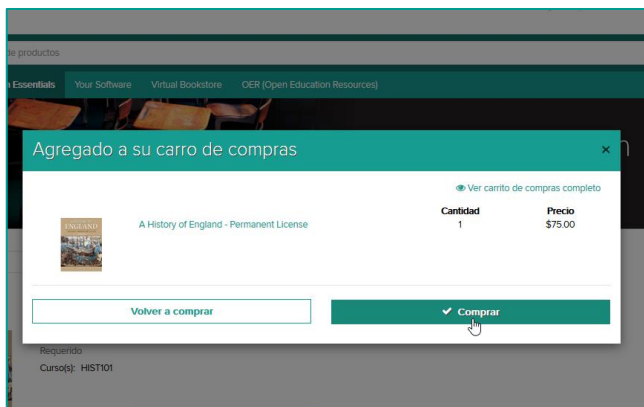 de productos
Essentials Your Software Virtual Bookstore OER (Open Education Resources)
Agregado a su carro de compras ×
Ver carrito de compras completo
Cantidad Precio
ENGLAND
A History of England - Permanent License 1 $75.00
Volver a comprar Comprar
Requerido
Curso(s): HIST101